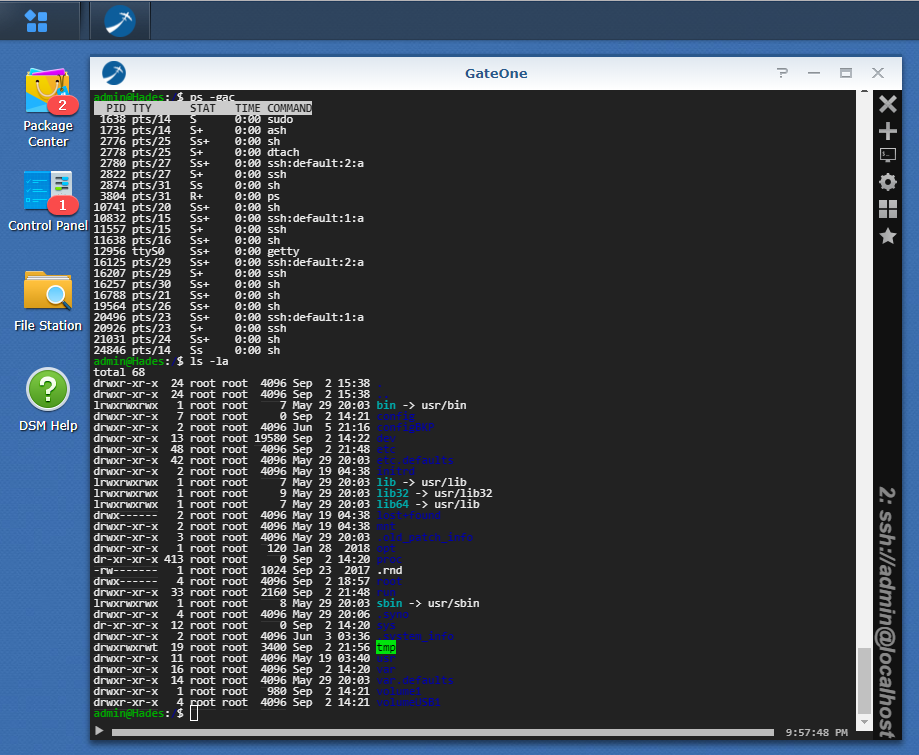 GateOne
2
Package
Center
1
Control Panel
File Station
?
DSM Help
admin@Hades:/$ ps -gac
  PID TTY      STAT   TIME COMMAND
 1638 pts/14   S      0:00 sudo
 1735 pts/14   S+     0:00 ash
 2776 pts/25   Ss+    0:00 sh
 2778 pts/25   S+     0:00 dtach
 2780 pts/27   Ss+    0:00 ssh:default:2:a
 2822 pts/27   S+     0:00 ssh
 2874 pts/31   Ss     0:00 sh
 3804 pts/31   R+     0:00 ps
10741 pts/20   Ss+    0:00 sh
10832 pts/15   Ss+    0:00 ssh:default:1:a
11557 pts/15   S+     0:00 ssh
11638 pts/16   Ss+    0:00 sh
12956 ttyS0    Ss+    0:00 getty
16125 pts/29   Ss+    0:00 ssh:default:2:a
16207 pts/29   S+     0:00 ssh
16257 pts/30   Ss+    0:00 sh
16788 pts/21   Ss+    0:00 sh
19564 pts/26   Ss+    0:00 sh
20496 pts/23   Ss+    0:00 ssh:default:1:a
20926 pts/23   S+     0:00 ssh
21031 pts/24   Ss+    0:00 sh
24846 pts/14   Ss     0:00 sh
admin@Hades:/$ ls -la
total 68
drwxr-xr-x  24 root root  4096 Sep  2 15:38 .
drwxr-xr-x  24 root root  4096 Sep  2 15:38 ..
lrwxrwxrwx   1 root root     7 May 29 20:03 bin -> usr/bin
drwxr-xr-x   7 root root     0 Sep  2 14:21 config
drwxr-xr-x   2 root root  4096 Jun  5 21:16 configBKP
drwxr-xr-x  13 root root 19580 Sep  2 14:22 dev
drwxr-xr-x  48 root root  4096 Sep  2 21:48 etc
drwxr-xr-x  42 root root  4096 May 29 20:03 etc.defaults
drwxr-xr-x   2 root root  4096 May 19 04:38 initrd
lrwxrwxrwx   1 root root     7 May 29 20:03 lib -> usr/lib
lrwxrwxrwx   1 root root     9 May 29 20:03 lib32 -> usr/lib32
lrwxrwxrwx   1 root root     7 May 29 20:03 lib64 -> usr/lib
drwx------   2 root root  4096 May 19 04:38 lost+found
drwxr-xr-x   2 root root  4096 May 19 04:38 mnt
drwxr-xr-x   3 root root  4096 May 29 20:03 .old_patch_info
drwxr-xr-x   1 root root   120 Jan 28  2018 opt
dr-xr-xr-x 413 root root     0 Sep  2 14:20 proc
-rw-------   1 root root  1024 Sep 23  2017 .rnd
drwx------   4 root root  4096 Sep  2 18:57 root
drwxr-xr-x  33 root root  2160 Sep  2 21:48 run
lrwxrwxrwx   1 root root     8 May 29 20:03 sbin -> usr/sbin
drwxr-xr-x   4 root root  4096 May 29 20:06 .syno
dr-xr-xr-x  12 root root     0 Sep  2 14:20 sys
drwxr-xr-x   2 root root  4096 Jun  3 03:36 .system_info
drwxrwxrwt  19 root root  3400 Sep  2 21:56 tmp
drwxr-xr-x  11 root root  4096 May 19 03:40 usr
drwxr-xr-x  16 root root  4096 Sep  2 14:20 var
drwxr-xr-x  14 root root  4096 May 29 20:03 var.defaults
drwxr-xr-x   1 root root   980 Sep  2 14:21 volume1
drwxr-xr-x   4 root root  4096 Sep  2 14:21 volumeUSB1
admin@Hades:/$
9:57:48 PM
2: ssh://admin@localhost